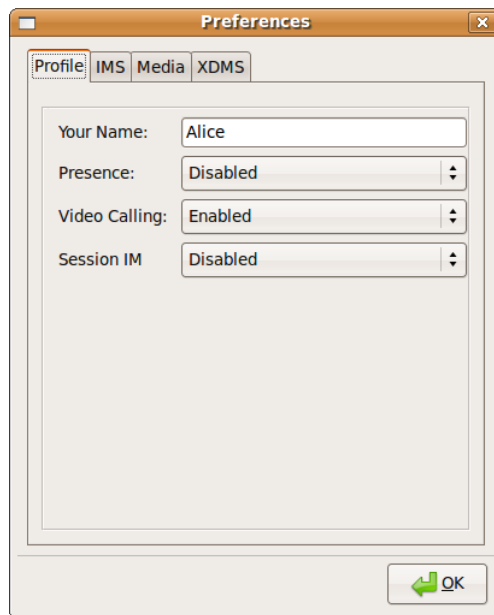 Preferences
Profile IMS Media XDMS
Your Name: Alice
Presence: Disabled
Video Calling: Enabled
Session IM Disabled
OK